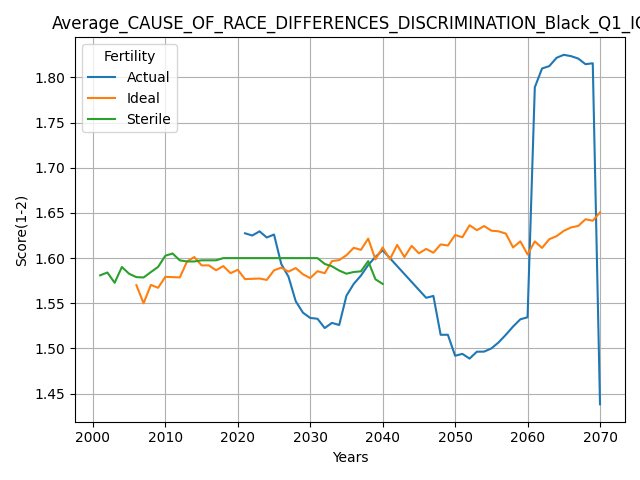 Average_CAUSE_OF_RACE_DIFFERENCES_DISCRIMINATION_Black_Q1_IC
Fertility
Actual
Ideal
Sterile
Score(1-2)
1.80
1.75
1.70
1.65
1.60
1.55
1.50
1.45
2000 2010 2020 2030 2040 2050 2060 2070
Years